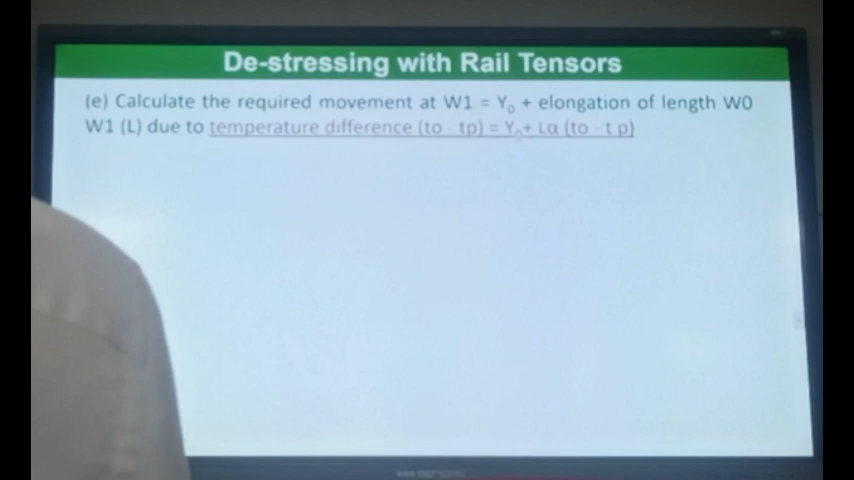 De-stressing with Rail Tensors
(e) Calculate the required movement at W1 = Y₀ + elongation of length W0
W1 (L) due to temperature difference (to - tp) = Y₀+ Lα (to - t p)